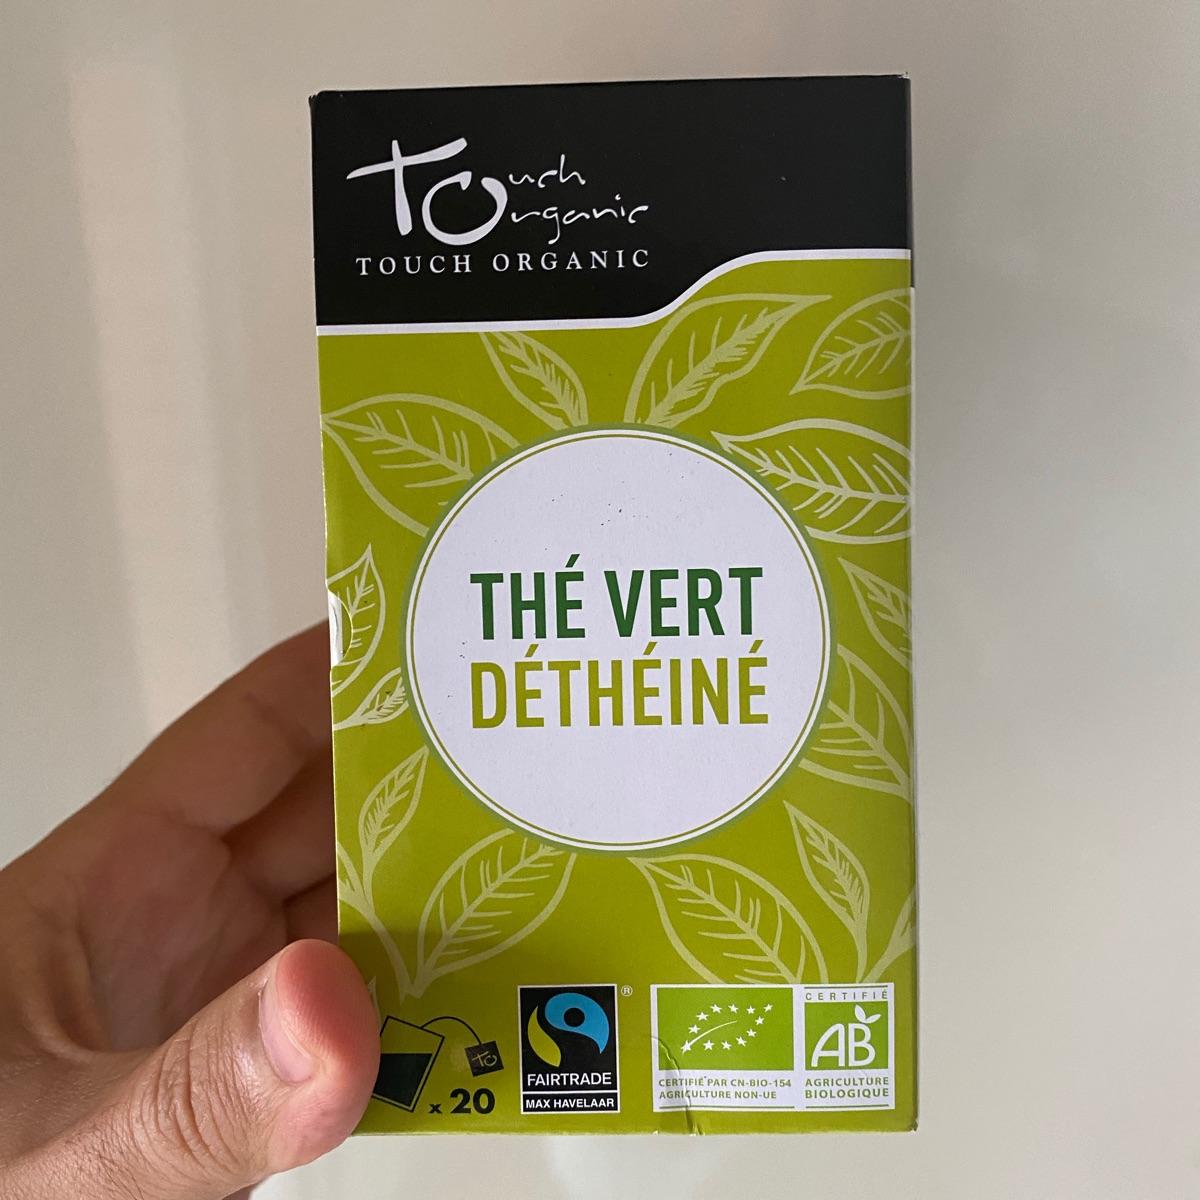 Touch
Organic
TOUCH ORGANIC
THÉ VERT
DÉTHÉINÉ
TO
x 20
FAIRTRADE
MAX HAVELAAR
®
CERTIFIÉ PAR CN-BIO-154
AGRICULTURE NON-UE
CERTIFIÉ
AB
AGRICULTURE
BIOLOGIQUE